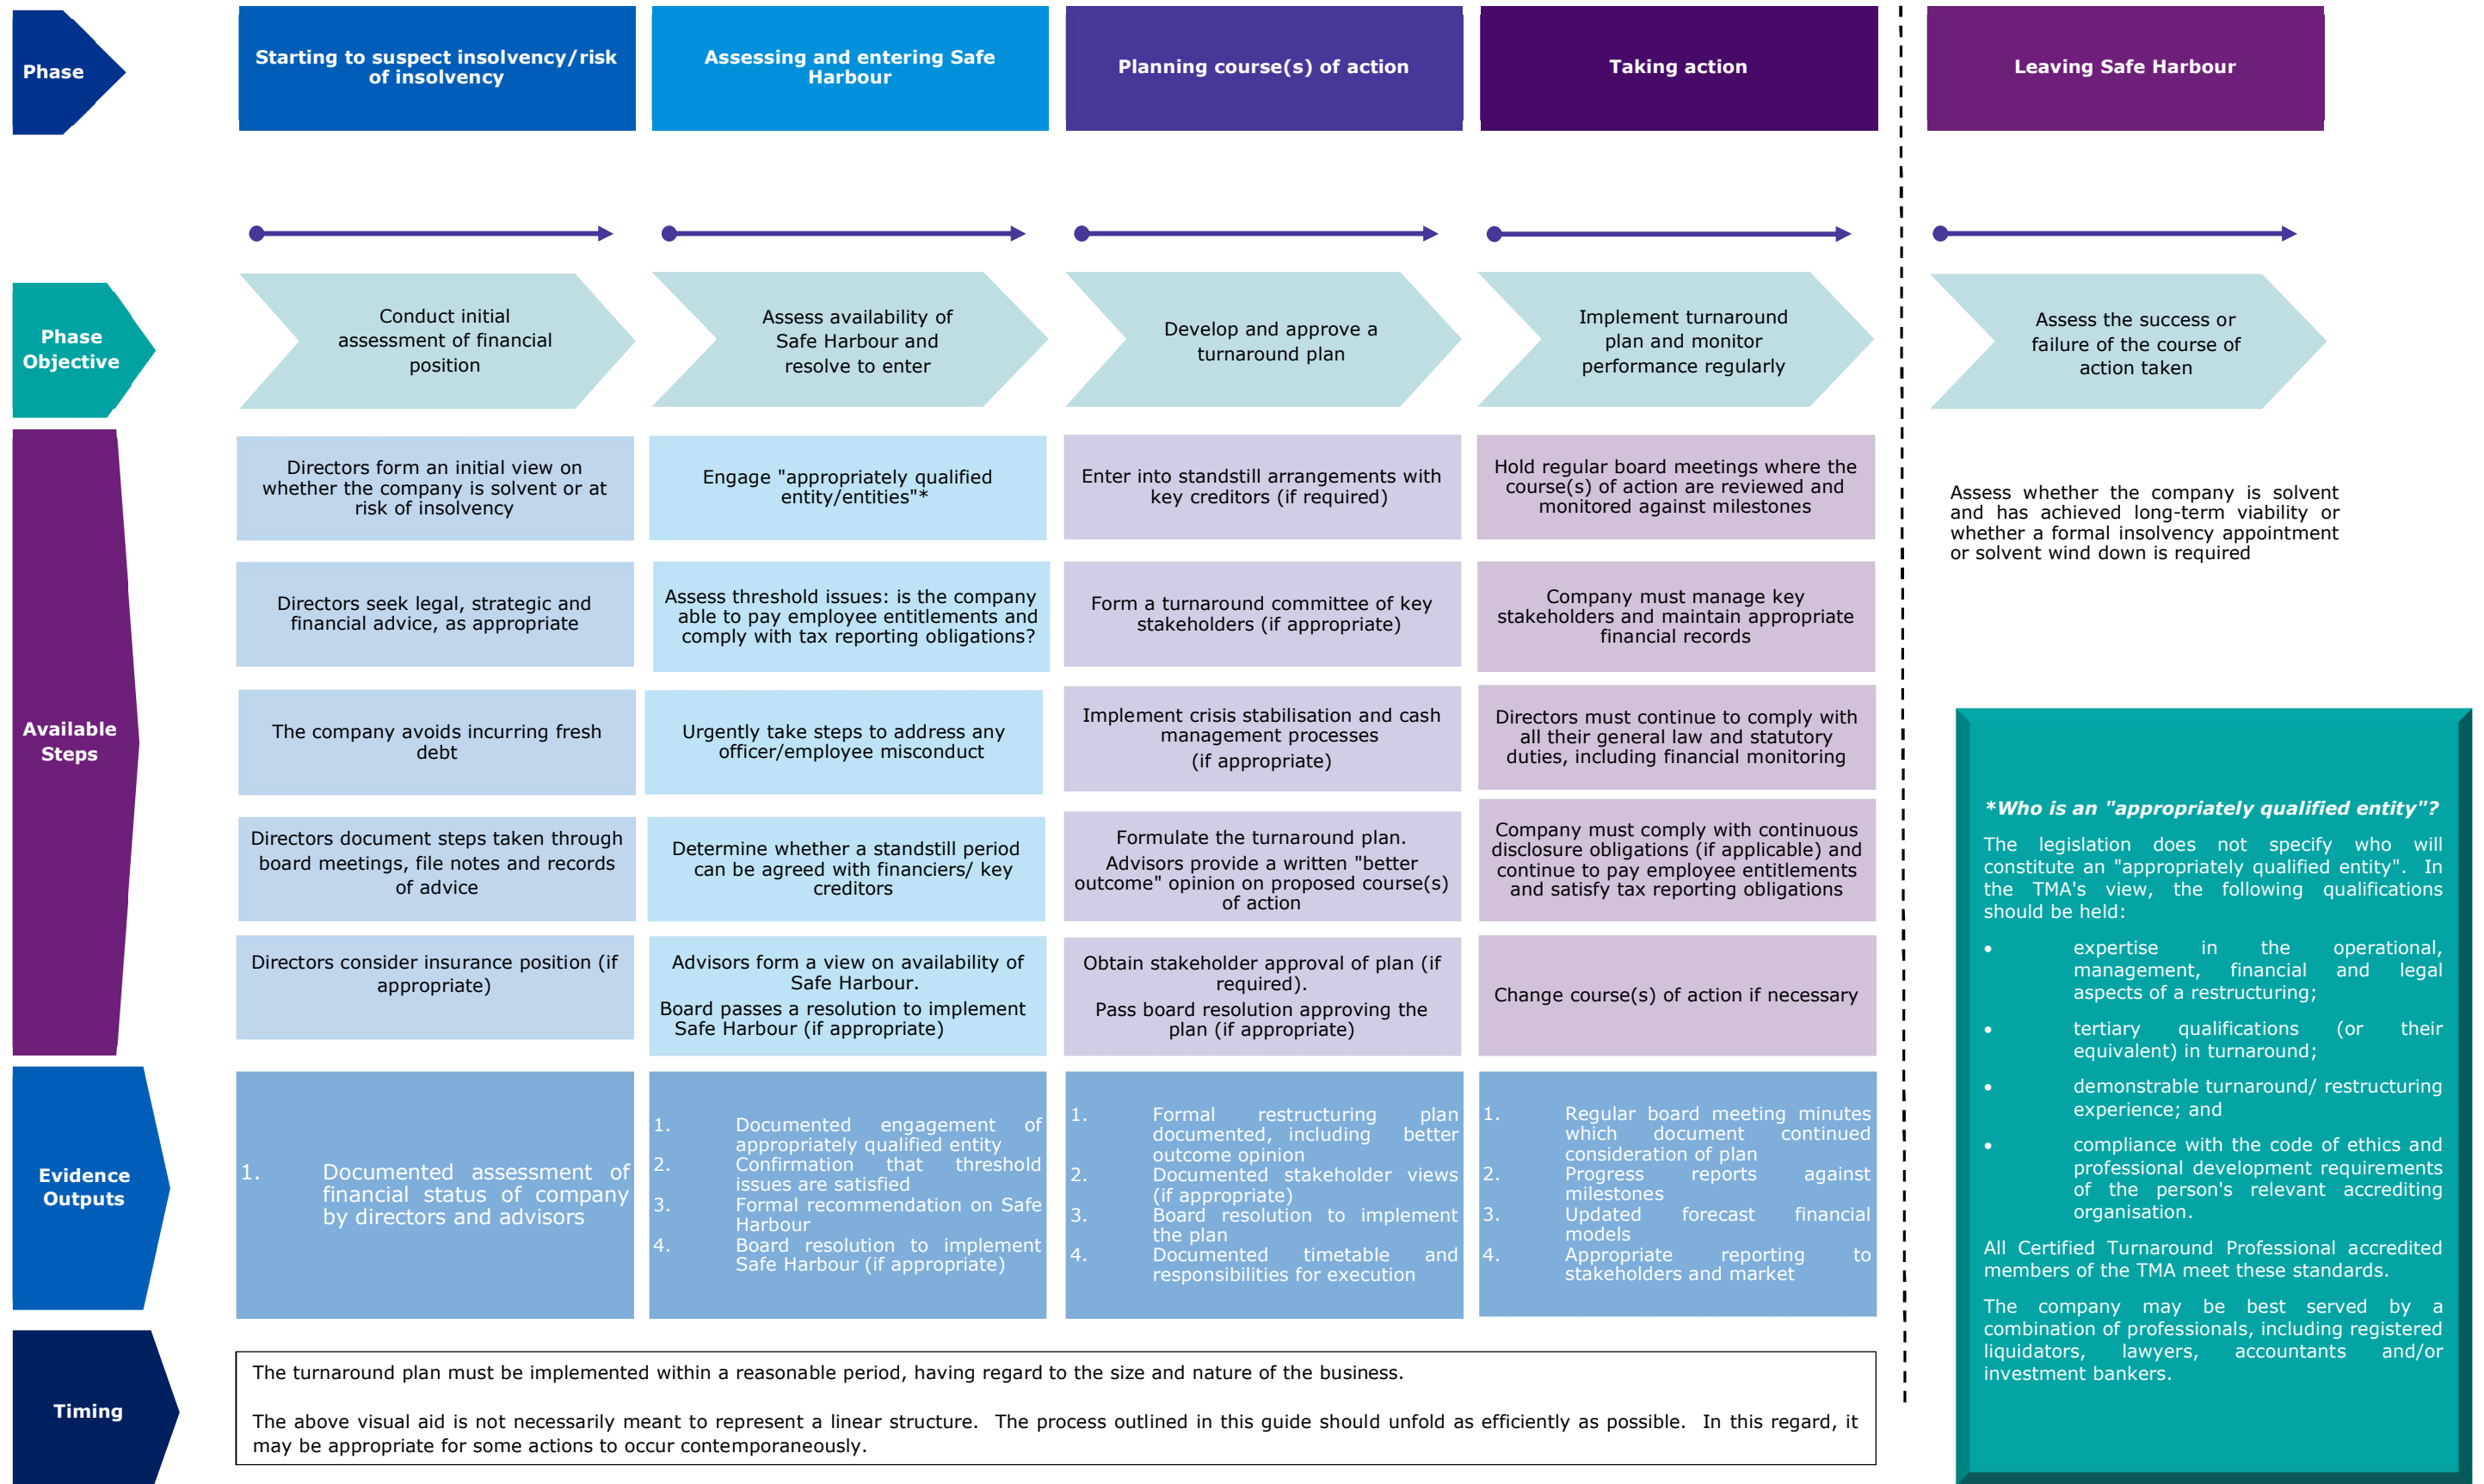 Phase
Starting to suspect insolvency/risk
of insolvency
Assessing and entering Safe
Harbour
Planning course(s) of action
Taking action
Leaving Safe Harbour
Phase
Objective
Conduct initial
assessment of financial
position
Assess availability of
Safe Harbour and
resolve to enter
Develop and approve a
turnaround plan
Implement turnaround
plan and monitor
performance regularly
Assess the success or
failure of the course of
action taken
Available
Steps
Directors form an initial view on
whether the company is solvent or at
risk of insolvency
Engage "appropriately qualified
entity/entities"*
Enter into standstill arrangements with
key creditors (if required)
Hold regular board meetings where the
course(s) of action are reviewed and
monitored against milestones
Assess whether the company is solvent
and has achieved long-term viability or
whether a formal insolvency appointment
or solvent wind down is required
Directors seek legal, strategic and
financial advice, as appropriate
Assess threshold issues: is the company
able to pay employee entitlements and
comply with tax reporting obligations?
Form a turnaround committee of key
stakeholders (if appropriate)
Company must manage key
stakeholders and maintain appropriate
financial records
The company avoids incurring fresh
debt
Urgently take steps to address any
officer/employee misconduct
Implement crisis stabilisation and cash
management processes
(if appropriate)
Directors must continue to comply with
all their general law and statutory
duties, including financial monitoring
Directors document steps taken through
board meetings, file notes and records
of advice
Determine whether a standstill period
can be agreed with financiers/ key
creditors
Formulate the turnaround plan.
Advisors provide a written "better
outcome" opinion on proposed course(s)
of action
Company must comply with continuous
disclosure obligations (if applicable) and
continue to pay employee entitlements
and satisfy tax reporting obligations
Directors consider insurance position (if
appropriate)
Advisors form a view on availability of
Safe Harbour.
Board passes a resolution to implement
Safe Harbour (if appropriate)
Obtain stakeholder approval of plan (if
required).
Pass board resolution approving the
plan (if appropriate)
Change course(s) of action if necessary
Evidence
Outputs
1. Documented assessment of
financial status of company
by directors and advisors
1. Documented engagement of
appropriately qualified entity
2. Confirmation that threshold
issues are satisfied
3. Formal recommendation on Safe
Harbour
4. Board resolution to implement
Safe Harbour (if appropriate)
1. Formal restructuring plan
documented, including better
outcome opinion
2. Documented stakeholder views
(if appropriate)
3. Board resolution to implement
the plan
4. Documented timetable and
responsibilities for execution
1. Regular board meeting minutes
which document continued
consideration of plan
2. Progress reports against
milestones
3. Updated forecast financial
models
4. Appropriate reporting to
stakeholders and market
Timing
The turnaround plan must be implemented within a reasonable period, having regard to the size and nature of the business.
The above visual aid is not necessarily meant to represent a linear structure. The process outlined in this guide should unfold as efficiently as possible. In this regard, it
may be appropriate for some actions to occur contemporaneously.
*Who is an "appropriately qualified entity"?
The legislation does not specify who will
constitute an "appropriately qualified entity". In
the TMA's view, the following qualifications
should be held:
• expertise in the operational,
management, financial and legal
aspects of a restructuring;
• tertiary qualifications (or their
equivalent) in turnaround;
• demonstrable turnaround/ restructuring
experience; and
• compliance with the code of ethics and
professional development requirements
of the person's relevant accrediting
organisation.
All Certified Turnaround Professional accredited
members of the TMA meet these standards.
The company may be best served by a
combination of professionals, including registered
liquidators, lawyers, accountants and/or
investment bankers.